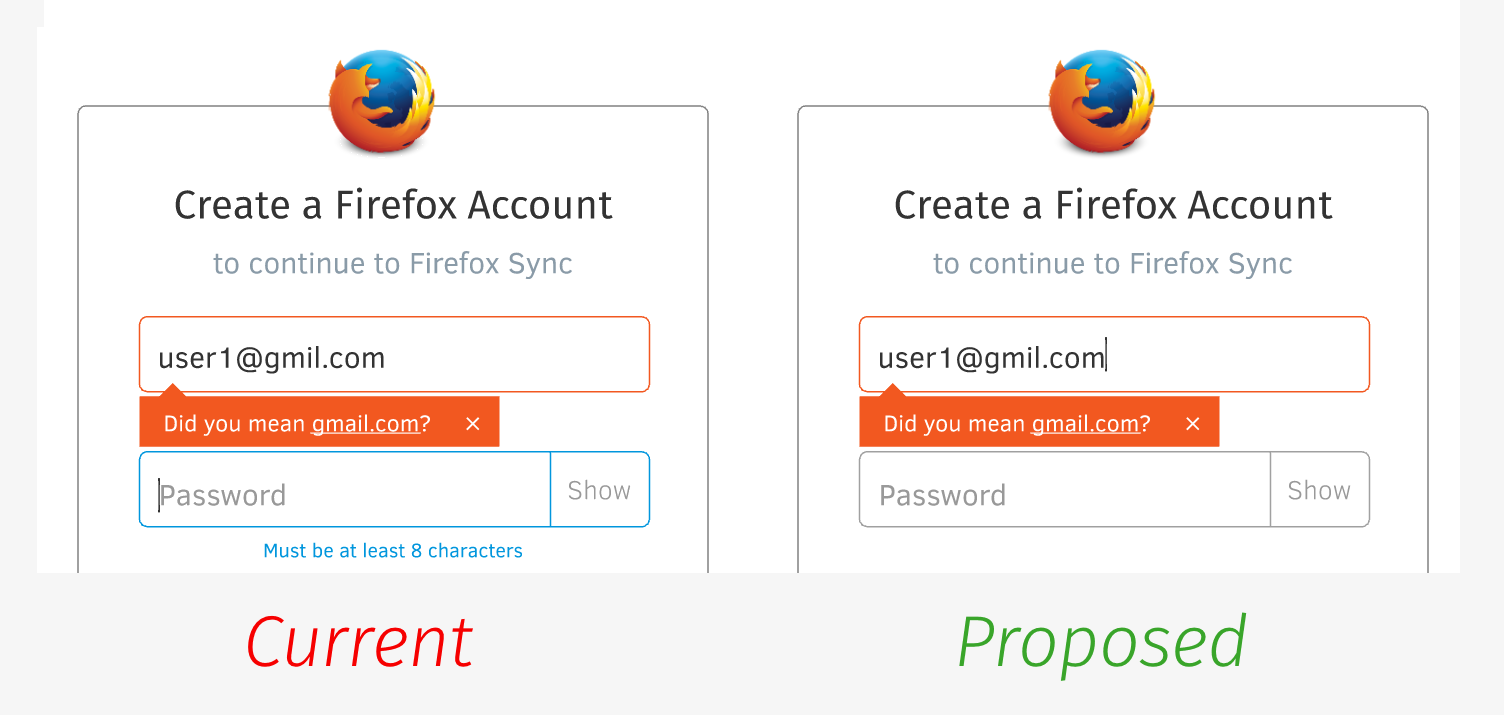 Create a Firefox Account
to continue to Firefox Sync
user1@gmil.com
Did you mean gmail.com? ×
Password Show
Must be at least 8 characters
Current
Create a Firefox Account
to continue to Firefox Sync
user1@gmil.com
Did you mean gmail.com? ×
Password Show
Proposed